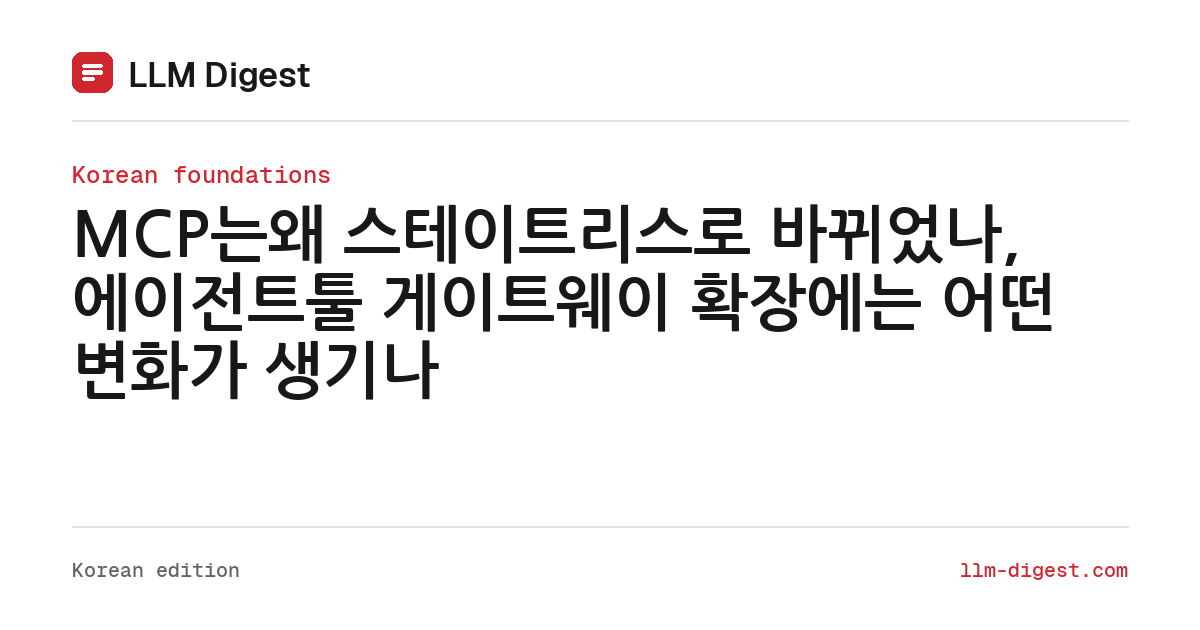 LLM Digest
Korean foundations
MCP는왜 스테이트리스로 바뀌었나,
에이전트툴 게이트웨이 확장에는 어떤
변화가 생기나
Korean edition
llm-digest.com